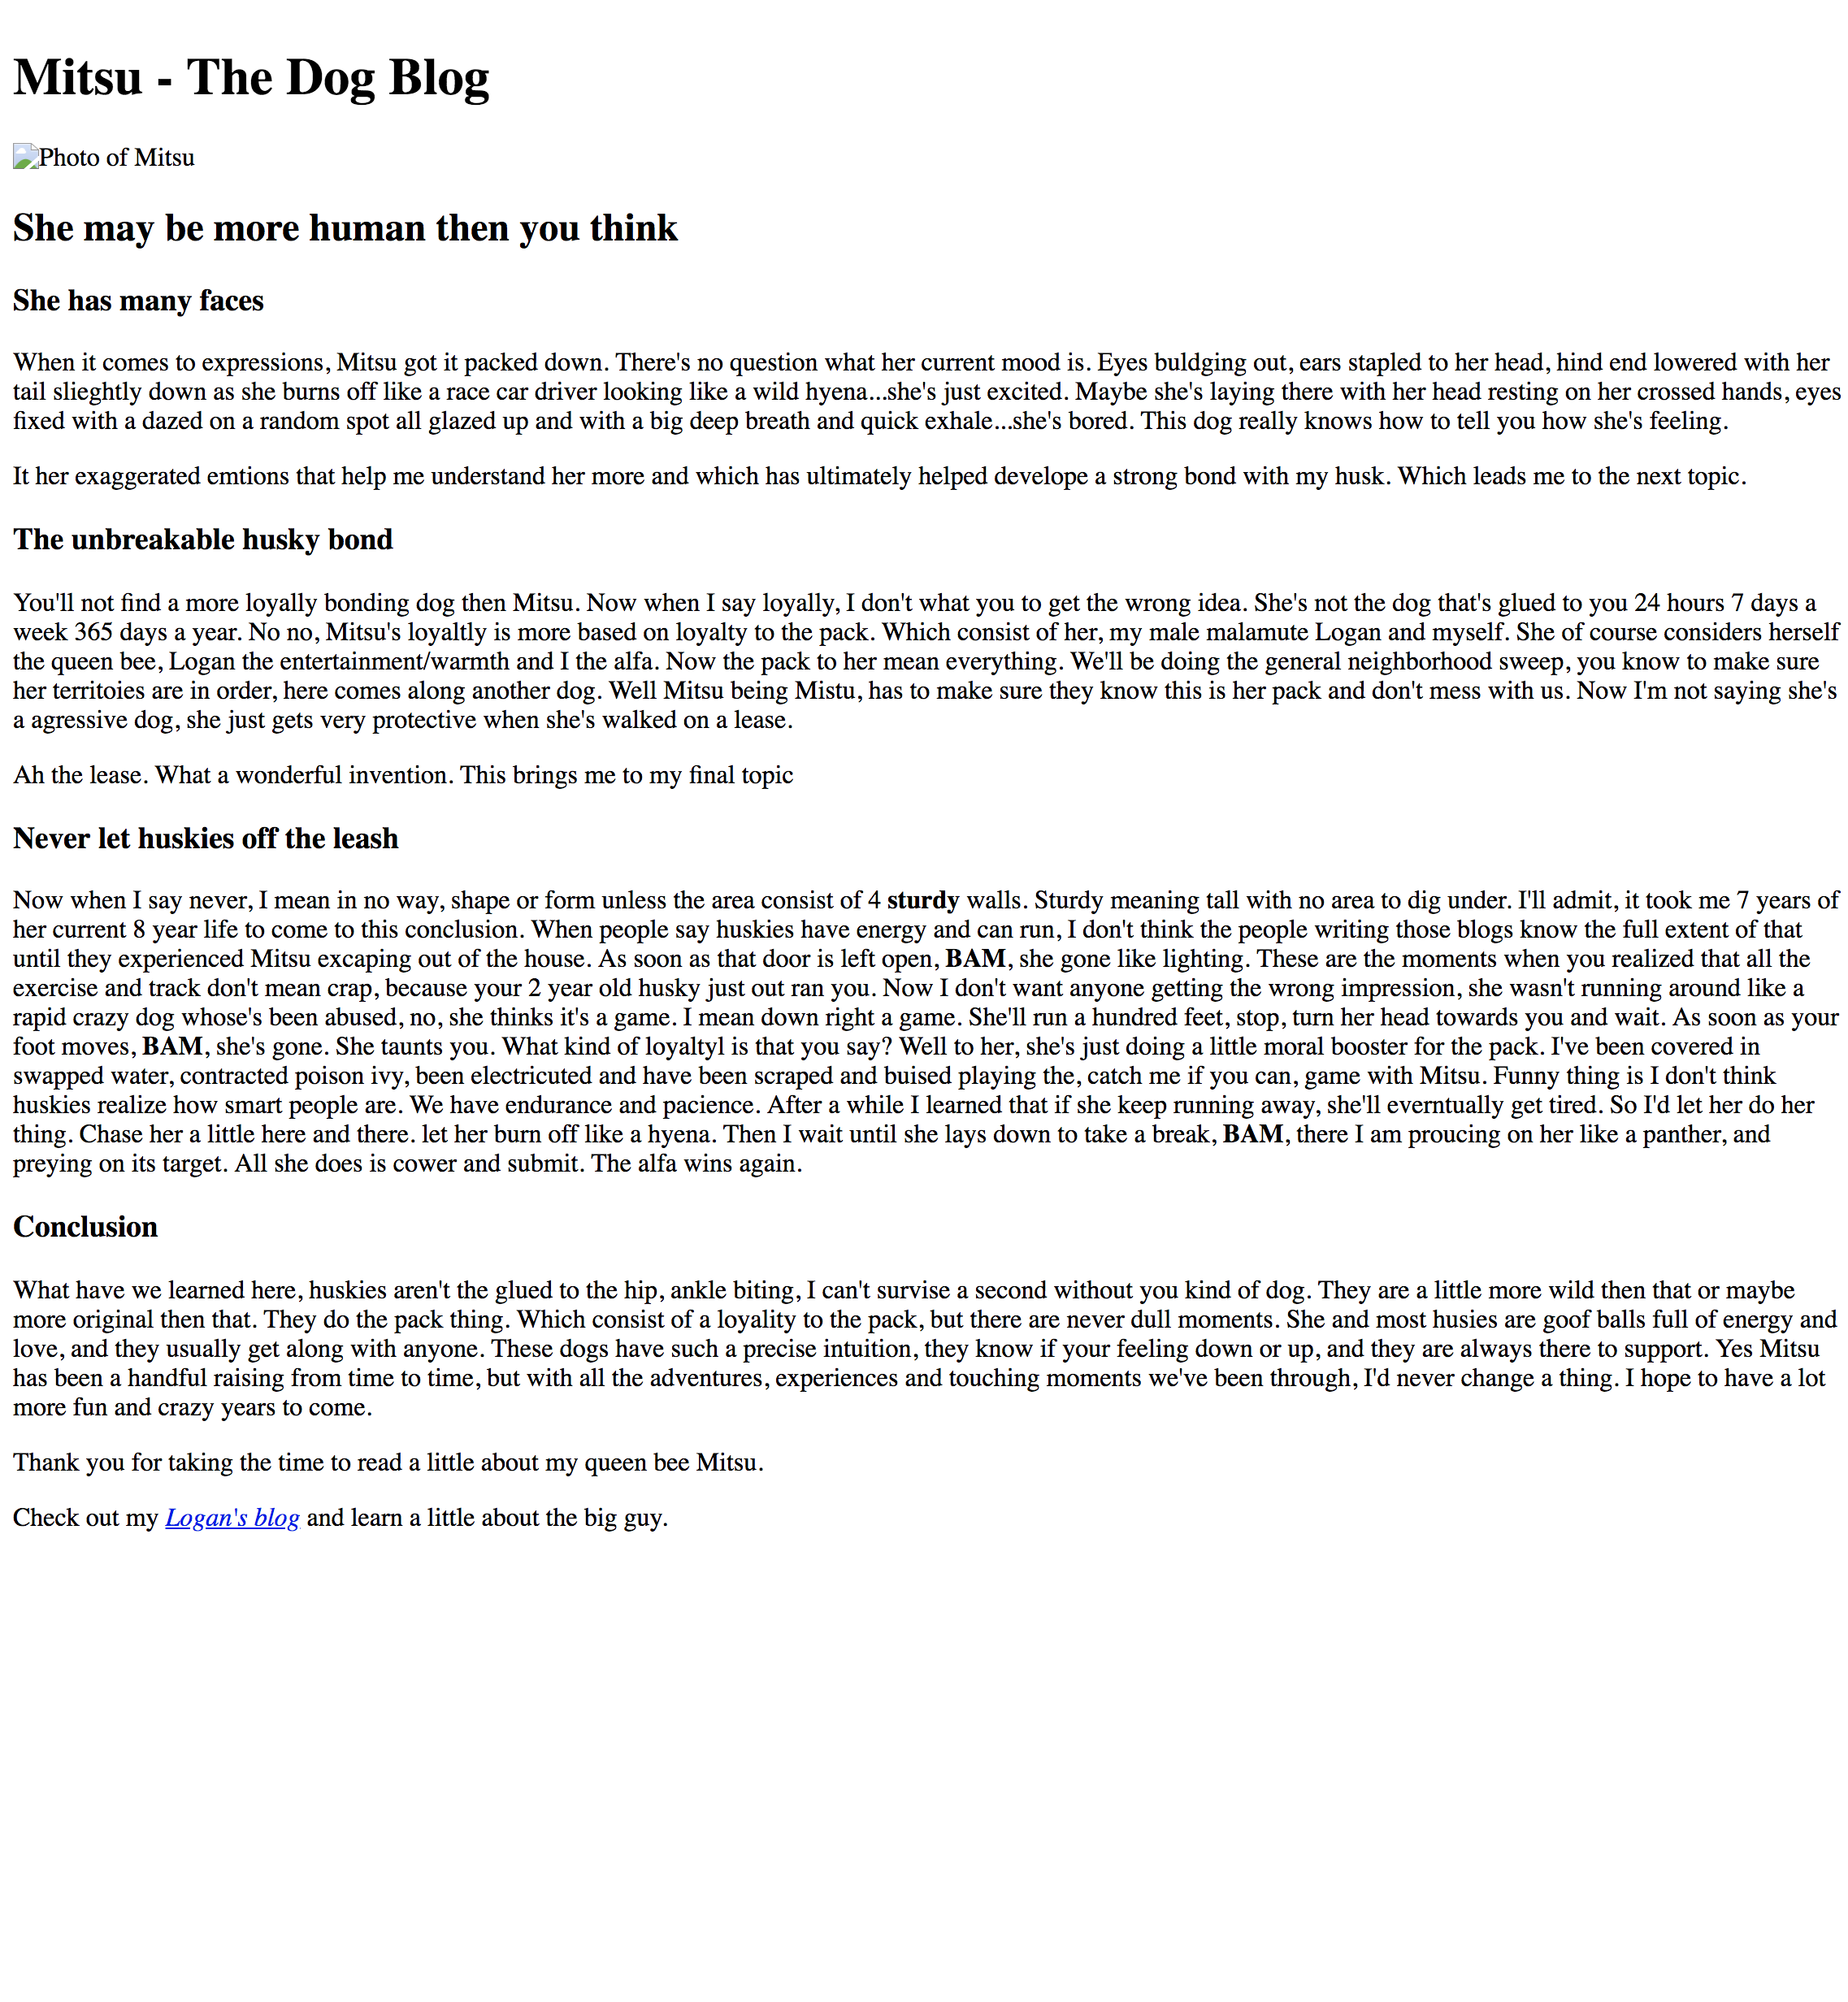 Mitsu - The Dog Blog
Photo of Mitsu
She may be more human then you think
She has many faces
When it comes to expressions, Mitsu got it packed down. There's no question what her current mood is. Eyes buldging out, ears stapled to her head, hind end lowered with her
tail slieghtly down as she burns off like a race car driver looking like a wild hyena...she's just excited. Maybe she's laying there with her head resting on her crossed hands, eyes
fixed with a dazed on a random spot all glazed up and with a big deep breath and quick exhale...she's bored. This dog really knows how to tell you how she's feeling.
It her exaggerated emtions that help me understand her more and which has ultimately helped develope a strong bond with my husk. Which leads me to the next topic.
The unbreakable husky bond
You'll not find a more loyally bonding dog then Mitsu. Now when I say loyally, I don't what you to get the wrong idea. She's not the dog that's glued to you 24 hours 7 days a
week 365 days a year. No no, Mitsu's loyaltly is more based on loyalty to the pack. Which consist of her, my male malamute Logan and myself. She of course considers herself
the queen bee, Logan the entertainment/warmth and I the alfa. Now the pack to her mean everything. We'll be doing the general neighborhood sweep, you know to make sure
her territoies are in order, here comes along another dog. Well Mitsu being Mistu, has to make sure they know this is her pack and don't mess with us. Now I'm not saying she's
a agressive dog, she just gets very protective when she's walked on a lease.
Ah the lease. What a wonderful invention. This brings me to my final topic
Never let huskies off the leash
Now when I say never, I mean in no way, shape or form unless the area consist of 4 sturdy walls. Sturdy meaning tall with no area to dig under. I'll admit, it took me 7 years of
her current 8 year life to come to this conclusion. When people say huskies have energy and can run, I don't think the people writing those blogs know the full extent of that
until they experienced Mitsu excaping out of the house. As soon as that door is left open, BAM, she gone like lighting. These are the moments when you realized that all the
exercise and track don't mean crap, because your 2 year old husky just out ran you. Now I don't want anyone getting the wrong impression, she wasn't running around like a
rapid crazy dog whose's been abused, no, she thinks it's a game. I mean down right a game. She'll run a hundred feet, stop, turn her head towards you and wait. As soon as your
foot moves, BAM, she's gone. She taunts you. What kind of loyaltyl is that you say? Well to her, she's just doing a little moral booster for the pack. I've been covered in
swapped water, contracted poison ivy, been electricuted and have been scraped and buised playing the, catch me if you can, game with Mitsu. Funny thing is I don't think
huskies realize how smart people are. We have endurance and pacience. After a while I learned that if she keep running away, she'll everntually get tired. So I'd let her do her
thing. Chase her a little here and there. let her burn off like a hyena. Then I wait until she lays down to take a break, BAM, there I am proucing on her like a panther, and
preying on its target. All she does is cower and submit. The alfa wins again.
Conclusion
What have we learned here, huskies aren't the glued to the hip, ankle biting, I can't survise a second without you kind of dog. They are a little more wild then that or maybe
more original then that. They do the pack thing. Which consist of a loyality to the pack, but there are never dull moments. She and most husies are goof balls full of energy and
love, and they usually get along with anyone. These dogs have such a precise intuition, they know if your feeling down or up, and they are always there to support. Yes Mitsu
has been a handful raising from time to time, but with all the adventures, experiences and touching moments we've been through, I'd never change a thing. I hope to have a lot
more fun and crazy years to come.
Thank you for taking the time to read a little about my queen bee Mitsu.
Check out my Logan's blog and learn a little about the big guy.